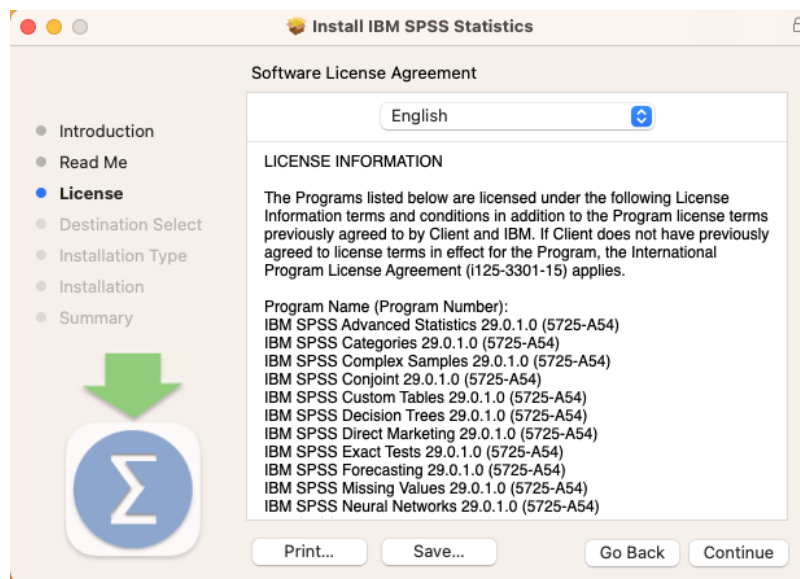 Install IBM SPSS Statistics
Software License Agreement
Introduction
Read Me
License
Destination Select
Installation Type
Installation
Summary
English
LICENSE INFORMATION
The Programs listed below are licensed under the following License
Information terms and conditions in addition to the Program license terms
previously agreed to by Client and IBM. If Client does not have previously
agreed to license terms in effect for the Program, the International
Program License Agreement (i125-3301-15) applies.
Program Name (Program Number):
IBM SPSS Advanced Statistics 29.0.1.0 (5725-A54)
IBM SPSS Categories 29.0.1.0 (5725-A54)
IBM SPSS Complex Samples 29.0.1.0 (5725-A54)
IBM SPSS Conjoint 29.0.1.0 (5725-A54)
IBM SPSS Custom Tables 29.0.1.0 (5725-A54)
IBM SPSS Decision Trees 29.0.1.0 (5725-A54)
IBM SPSS Direct Marketing 29.0.1.0 (5725-A54)
IBM SPSS Exact Tests 29.0.1.0 (5725-A54)
IBM SPSS Forecasting 29.0.1.0 (5725-A54)
IBM SPSS Missing Values 29.0.1.0 (5725-A54)
IBM SPSS Neural Networks 29.0.1.0 (5725-A54)
Σ
Print... Save... Go Back Continue